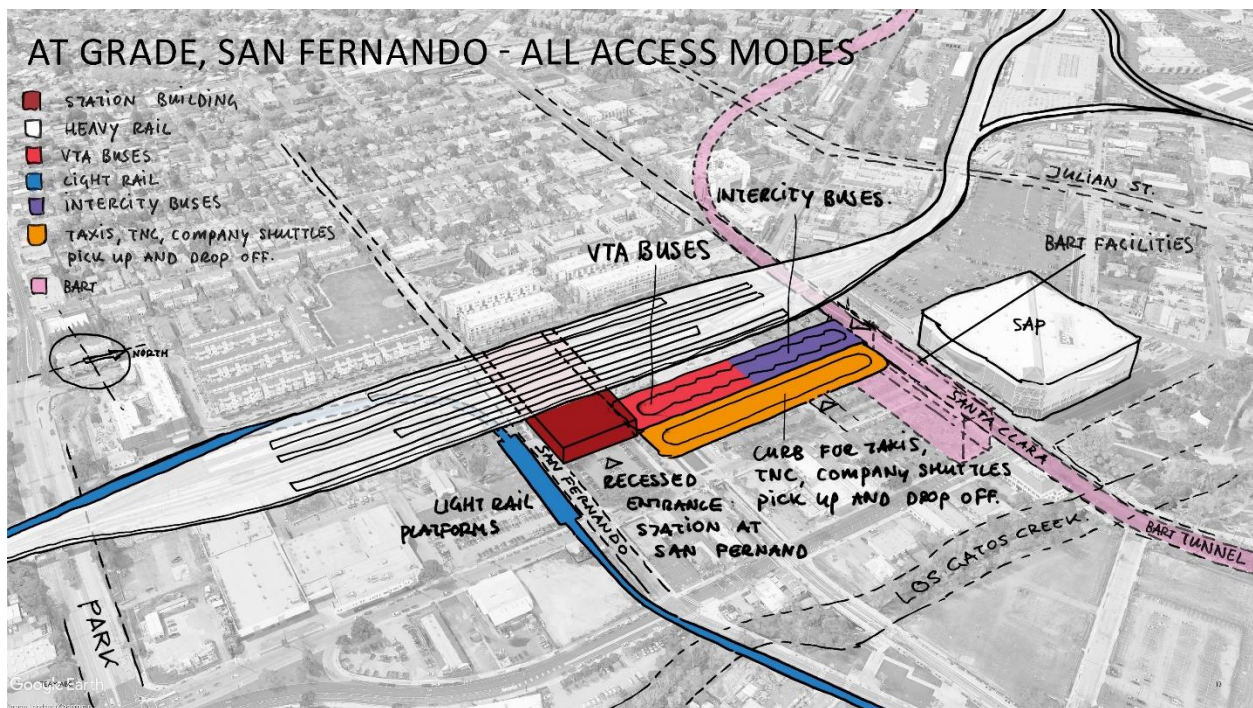 AT GRADE, SAN FERNANDO - ALL ACCESS MODES
STATION BUILDING
HEAVY RAIL
VTA BUSES
LIGHT RAIL
INTERCITY BUSES
TAXIS, TNC, COMPANY SHUTTLES
PICK UP AND DROP OFF.
BART
NORTH
JULIAN ST.
INTERCITY BUSES.
BART FACILITIES
VTA BUSES
SAP
SANTA CLARA
SAN FERNANDO
CURB FOR TAXIS,
TNC, COMPANY SHUTTLES
PICK UP AND DROP OFF.
RECESSED
ENTRANCE
STATION AT
SAN PERNAND
LIGHT RAIL
PLATFORMS
BART TUNNEL
LOS GATOS CREEK.
PARK
Google Earth